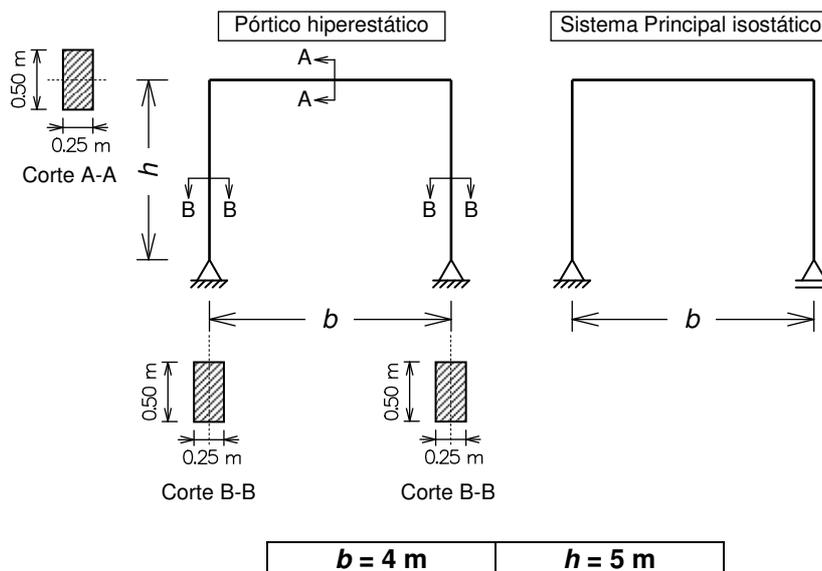 Pórtico hiperestático
Sistema Principal isostático
A
A
0.50 m
0.25 m
Corte A-A
h
B B
B B
b
b
0.50 m
0.25 m
Corte B-B
0.50 m
0.25 m
Corte B-B
b = 4 m
h = 5 m